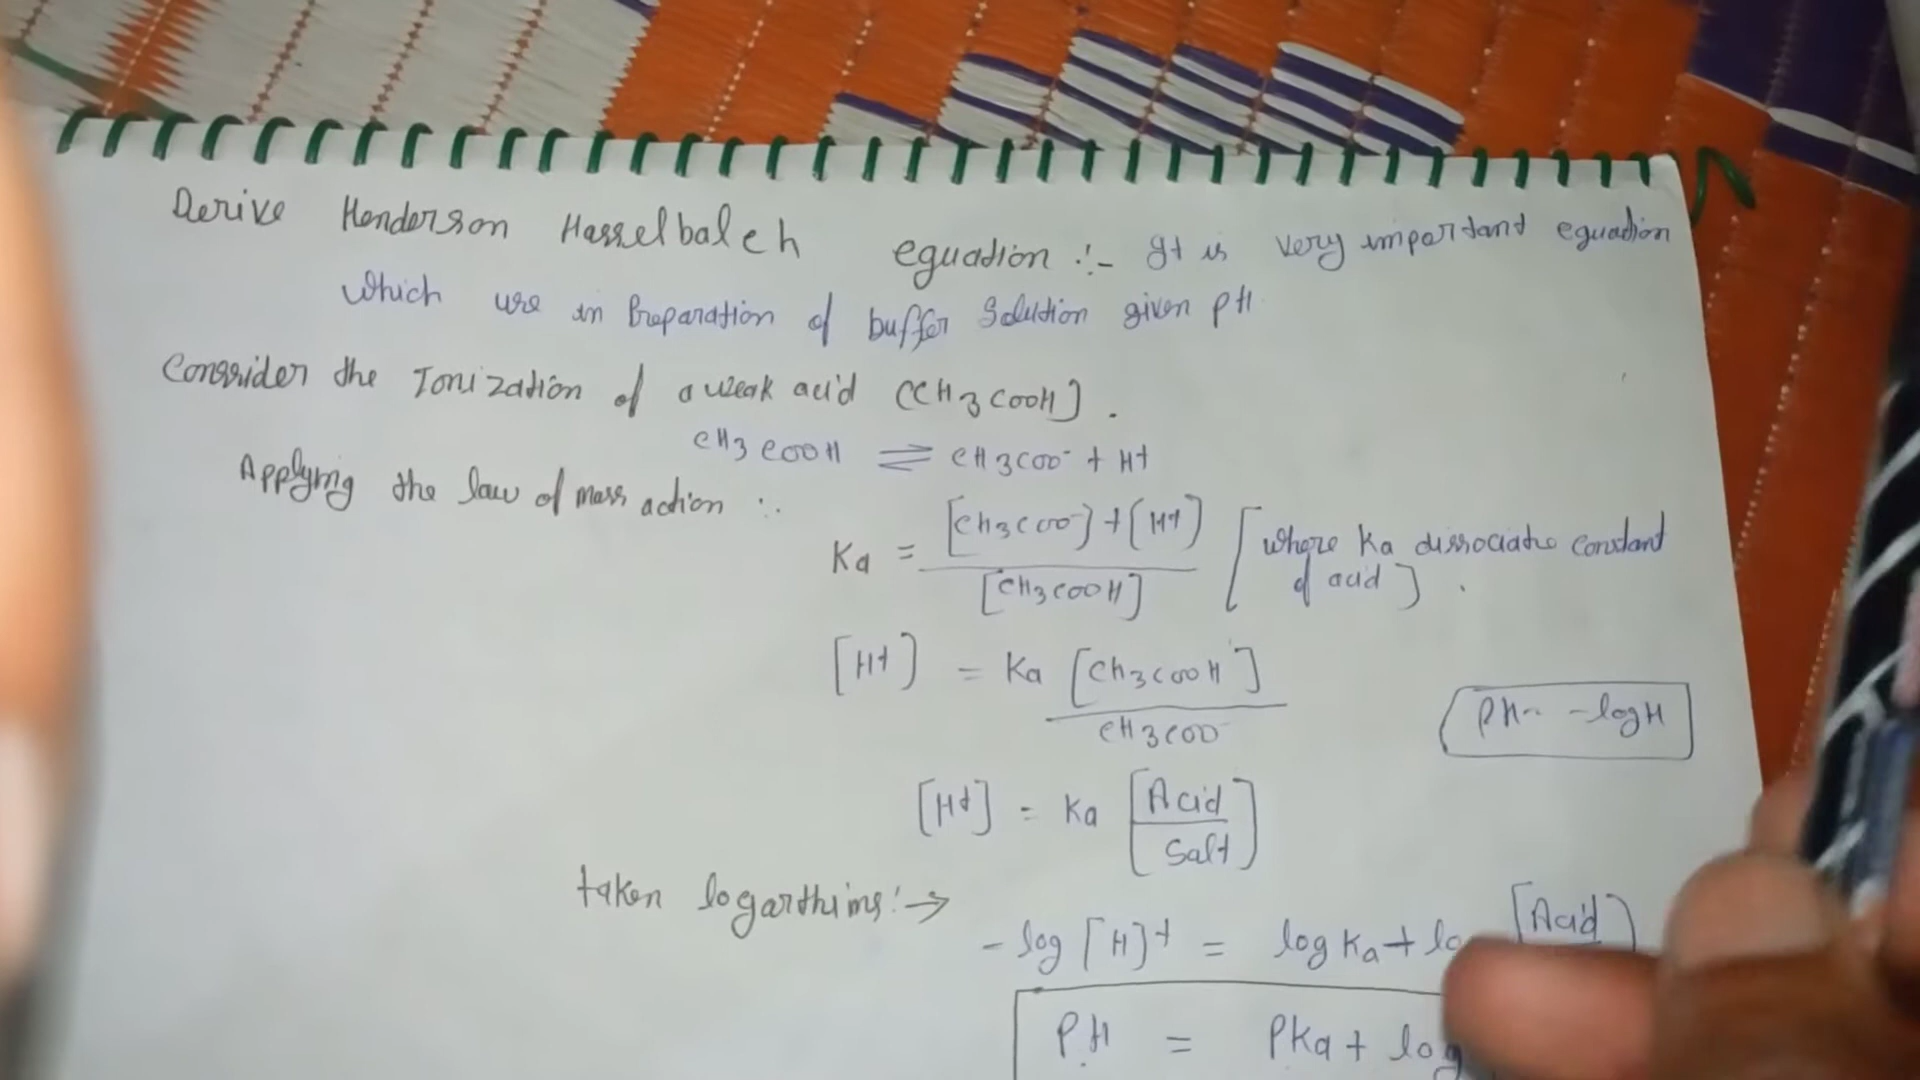 Derive Henderson Hasselbalch equation :- It is very important equation
which use in Preparation of buffer Solution given PH
Consider the Ionization of a weak acid (CH3COOH).
CH3COOH ⇌ CH3COO- + H+
Applying the law of mass action :.
Ka = [CH3COO-] + [H+] / [CH3COOH] [where Ka dissociate constant
of acid].
[H+] = Ka [CH3COOH] / CH3COO-
PH = -logH
[H+] = Ka [Acid / Salt]
taken logarthims :→
-log [H]+ = log Ka + lo [Acid]
PH = PKa + log